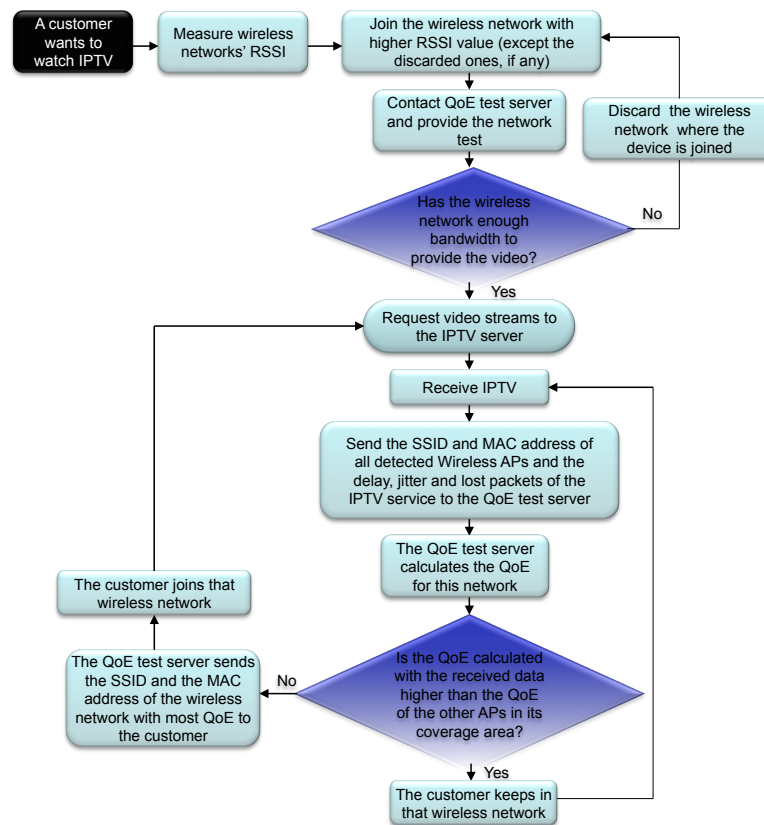 A customer
wants to
watch IPTV
Measure wireless
networks' RSSI
Join the wireless network with
higher RSSI value (except the
discarded ones, if any)
Contact QoE test server
and provide the network
test
Discard the wireless
network where the
device is joined
Has the wireless
network enough
bandwidth to
provide the video?
No
Yes
Request video streams to
the IPTV server
Receive IPTV
Send the SSID and MAC address of
all detected Wireless APs and the
delay, jitter and lost packets of the
IPTV service to the QoE test server
The QoE test server
calculates the QoE
for this network
The customer joins that
wireless network
Is the QoE calculated
with the received data
higher than the QoE
of the other APs in its
coverage area?
No
The QoE test server sends
the SSID and the MAC
address of the wireless
network with most QoE to
the customer
Yes
The customer keeps in
that wireless network